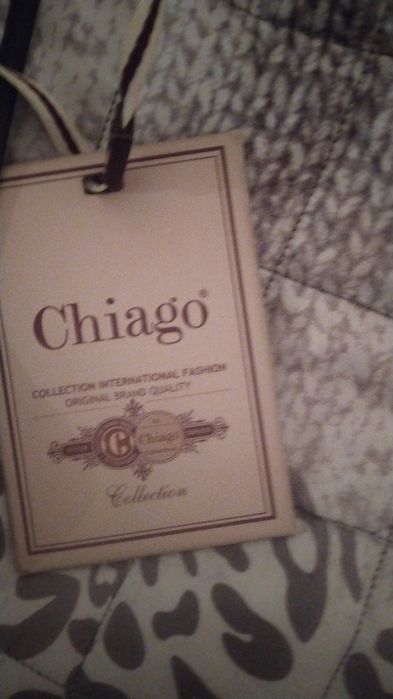 Chiago®
COLLECTION INTERNATIONAL FASHION
ORIGINAL BRAND QUALITY
C Chiago
Collection